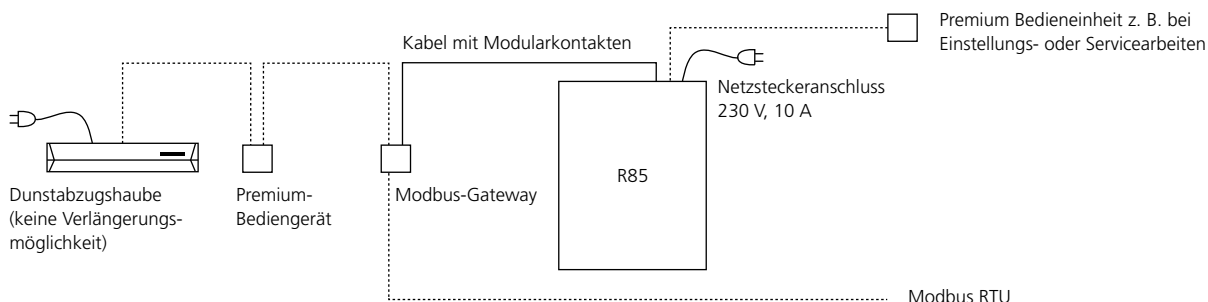 Premium Bedieneinheit z. B. bei
Einstellungs- oder Servicearbeiten
Kabel mit Modularkontakten
Netzsteckeranschluss
230 V, 10 A
R85
Dunstabzugshaube
(keine Verlängerungs-
möglichkeit)
Premium-
Bediengerät
Modbus-Gateway
Modbus RTU